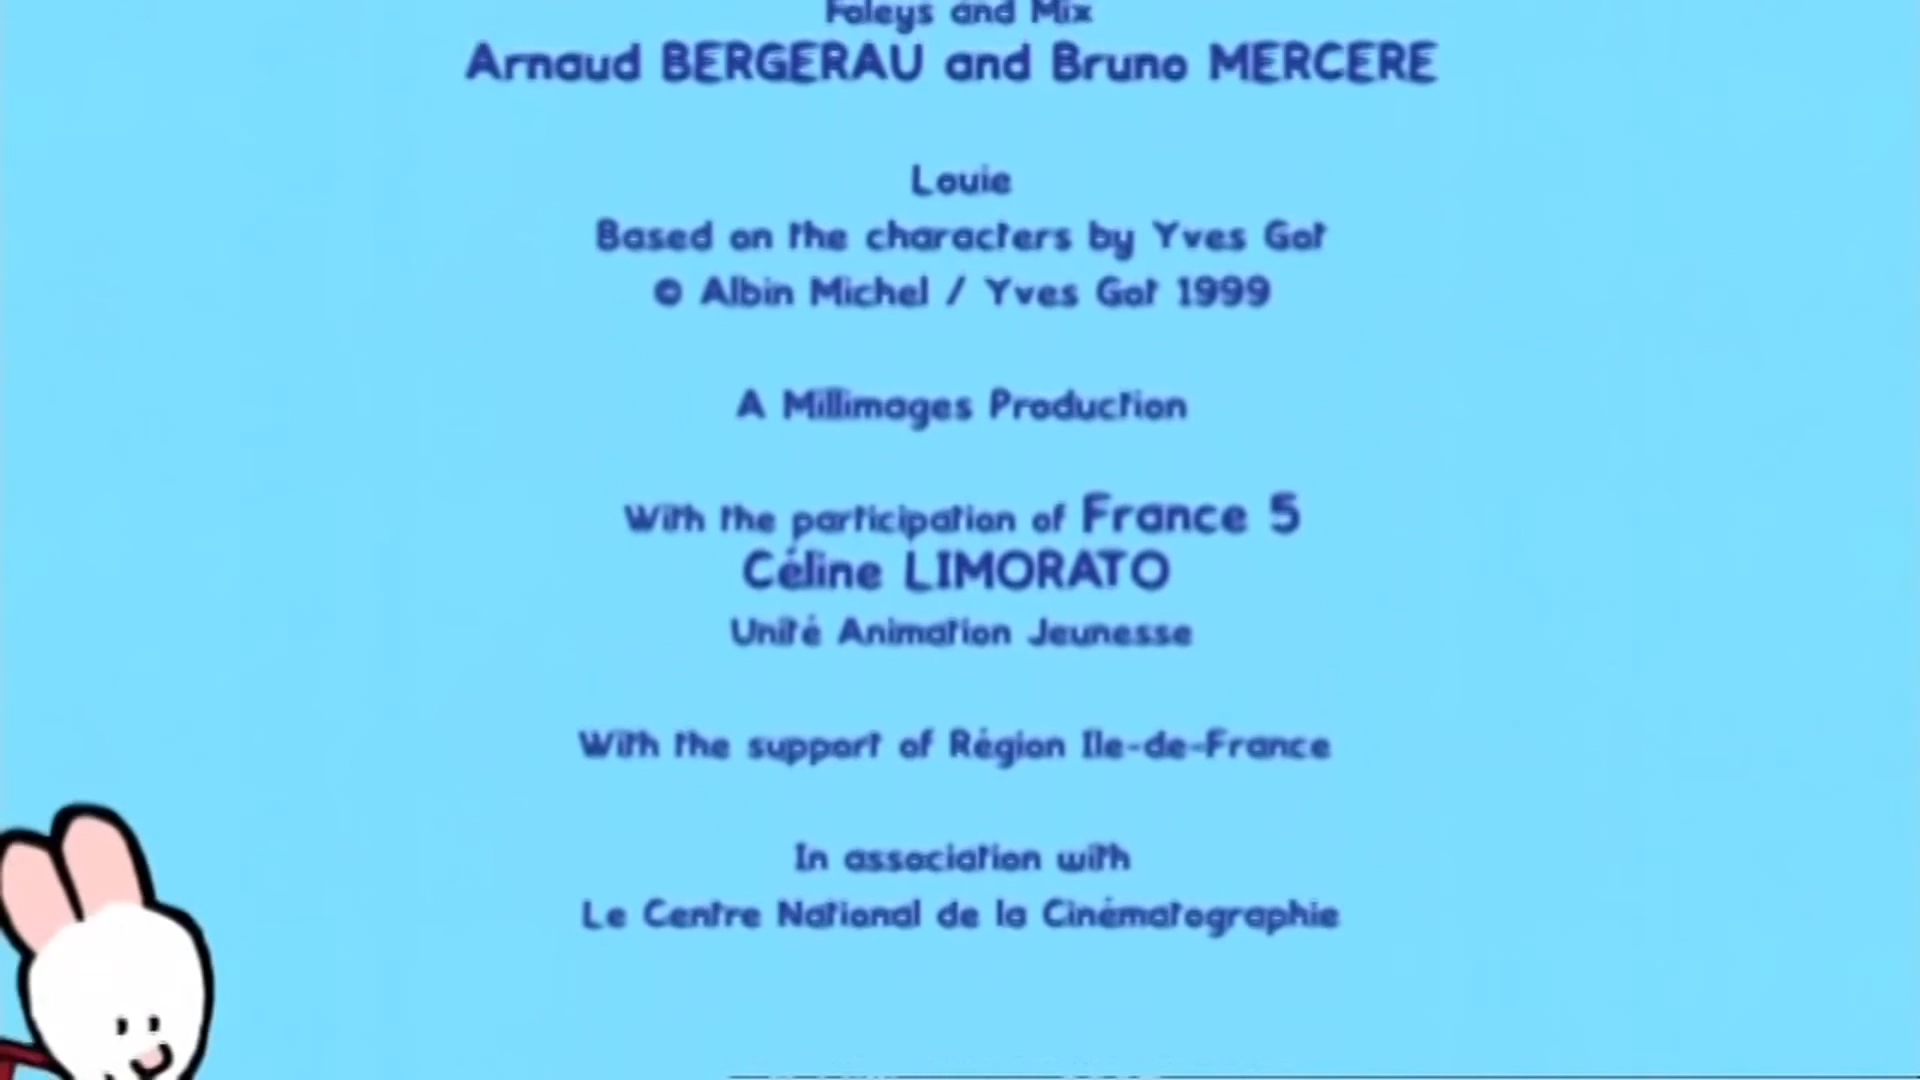 Foleys and Mix
Arnaud BERGERAU and Bruno MERCERE
Louie
Based on the characters by Yves Got
© Albin Michel / Yves Got 1999
A Millimages Production
With the participation of France 5
Céline LIMORATO
Unité Animation Jeunesse
With the support of Région Ile-de-France
In association with
Le Centre National de la Cinématographie